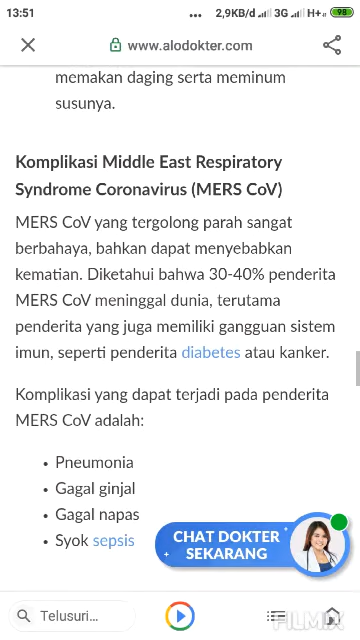 13:51
... 2,9KB/d 3G H+ 98
www.alodokter.com
memakan daging serta meminum
susunya.
Komplikasi Middle East Respiratory
Syndrome Coronavirus (MERS CoV)
MERS CoV yang tergolong parah sangat
berbahaya, bahkan dapat menyebabkan
kematian. Diketahui bahwa 30-40% penderita
MERS CoV meninggal dunia, terutama
penderita yang juga memiliki gangguan sistem
imun, seperti penderita diabetes atau kanker.
Komplikasi yang dapat terjadi pada penderita
MERS CoV adalah:
• Pneumonia
• Gagal ginjal
• Gagal napas
• Syok sepsis
CHAT DOKTER
SEKARANG
Telusuri...
FILMIX